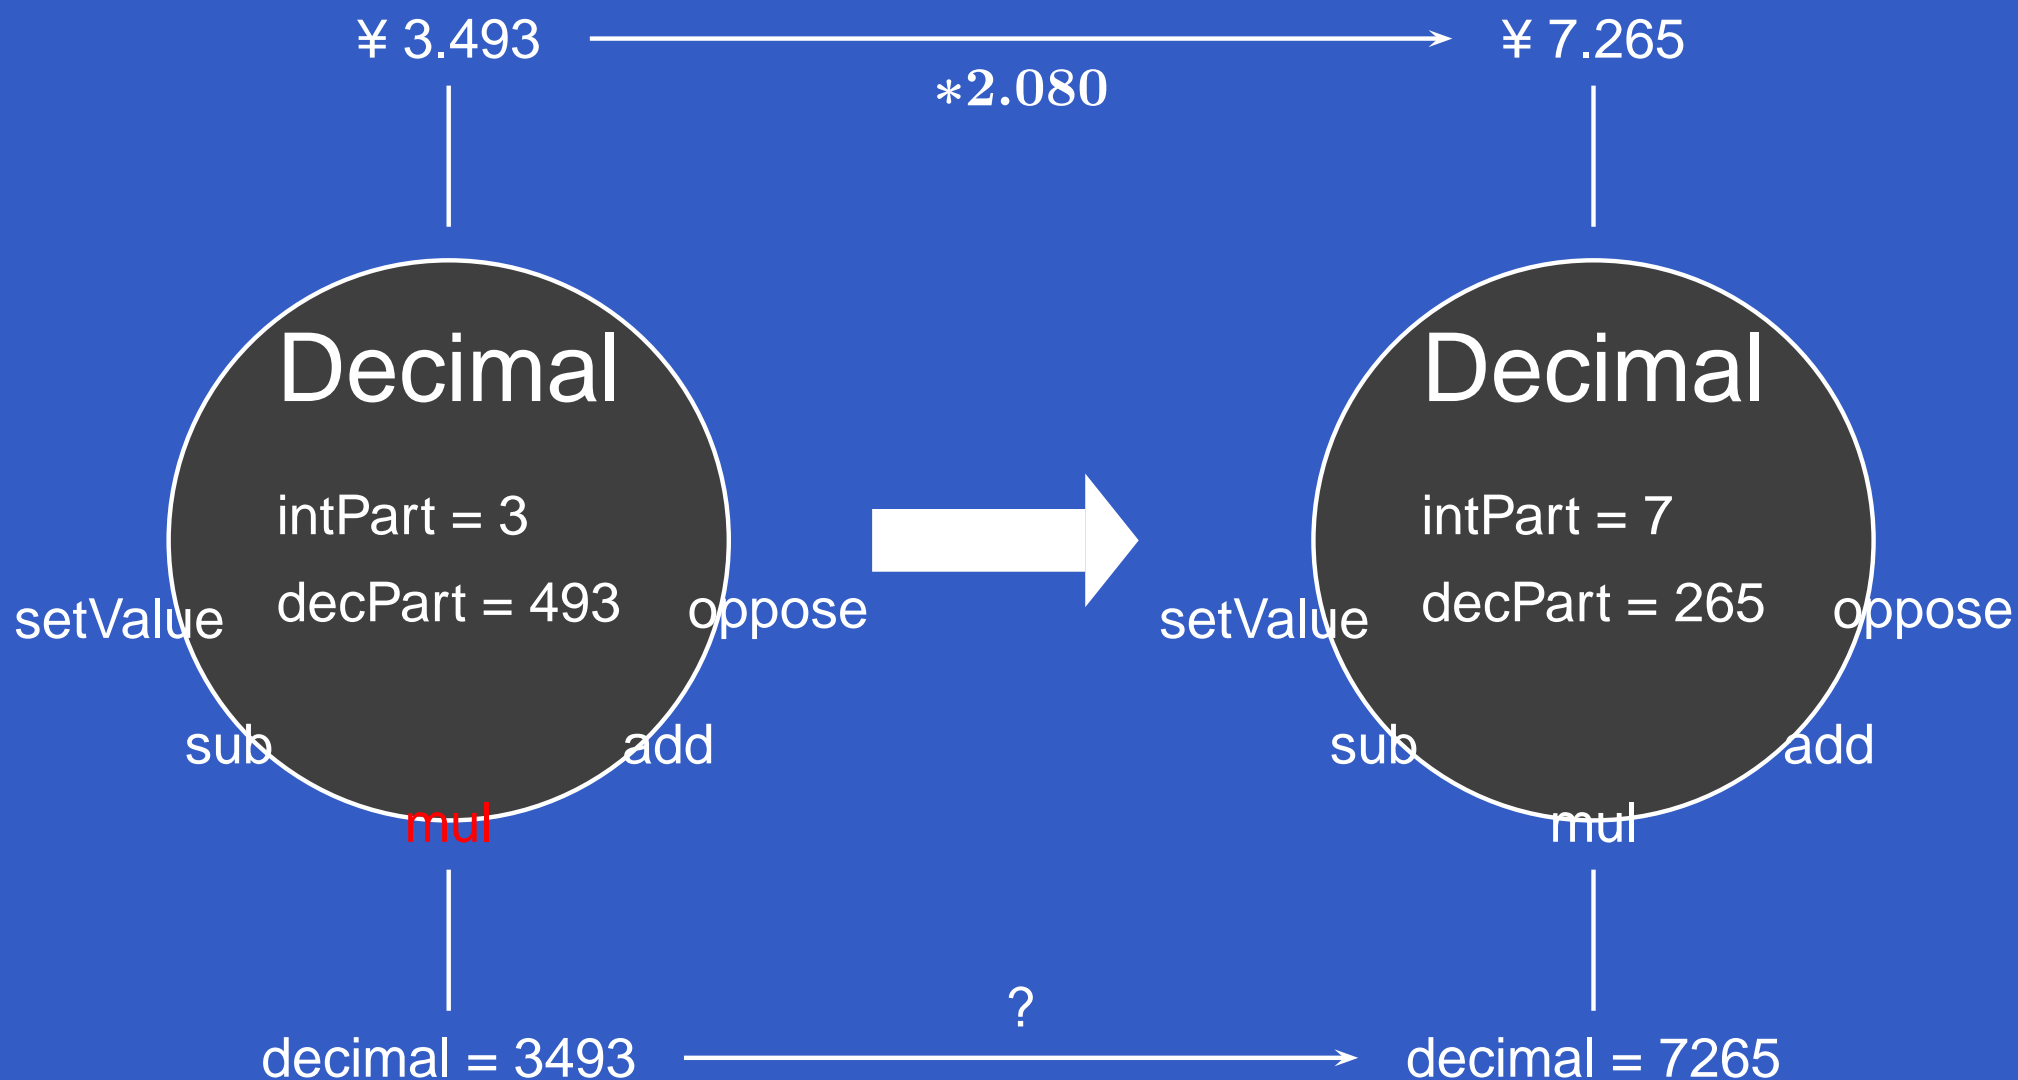 ¥ 3.493
¥ 7.265
*2.080
Decimal
intPart = 3
decPart = 493
setValue
oppose
sub
add
mul
Decimal
intPart = 7
decPart = 265
setValue
oppose
sub
add
mul
?
decimal = 3493
decimal = 7265